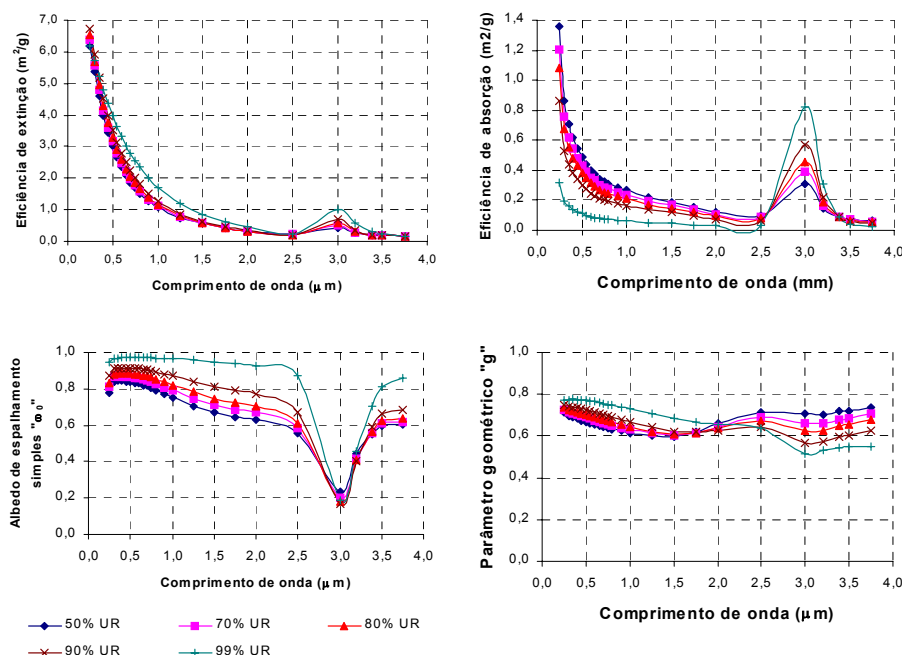 Eficiência de extinção (m²/g)
7,0
6,0
5,0
4,0
3,0
2,0
1,0
0,0
0,0 0,5 1,0 1,5 2,0 2,5 3,0 3,5 4,0
Comprimento de onda (μm)
Eficiência de absorção (m2/g)
1,4
1,2
1,0
0,8
0,6
0,4
0,2
0,0
0,0 0,5 1,0 1,5 2,0 2,5 3,0 3,5 4,0
Comprimento de onda (mm)
Albedo de espalhamento
simples "ϖ₀"
1,0
0,8
0,6
0,4
0,2
0,0
0,0 0,5 1,0 1,5 2,0 2,5 3,0 3,5 4,0
Comprimento de onda (μm)
Parâmetro geométrico "g"
1,0
0,8
0,6
0,4
0,2
0,0
0,0 0,5 1,0 1,5 2,0 2,5 3,0 3,5 4,0
Comprimento de onda (μm)
50% UR 70% UR 80% UR
90% UR 99% UR